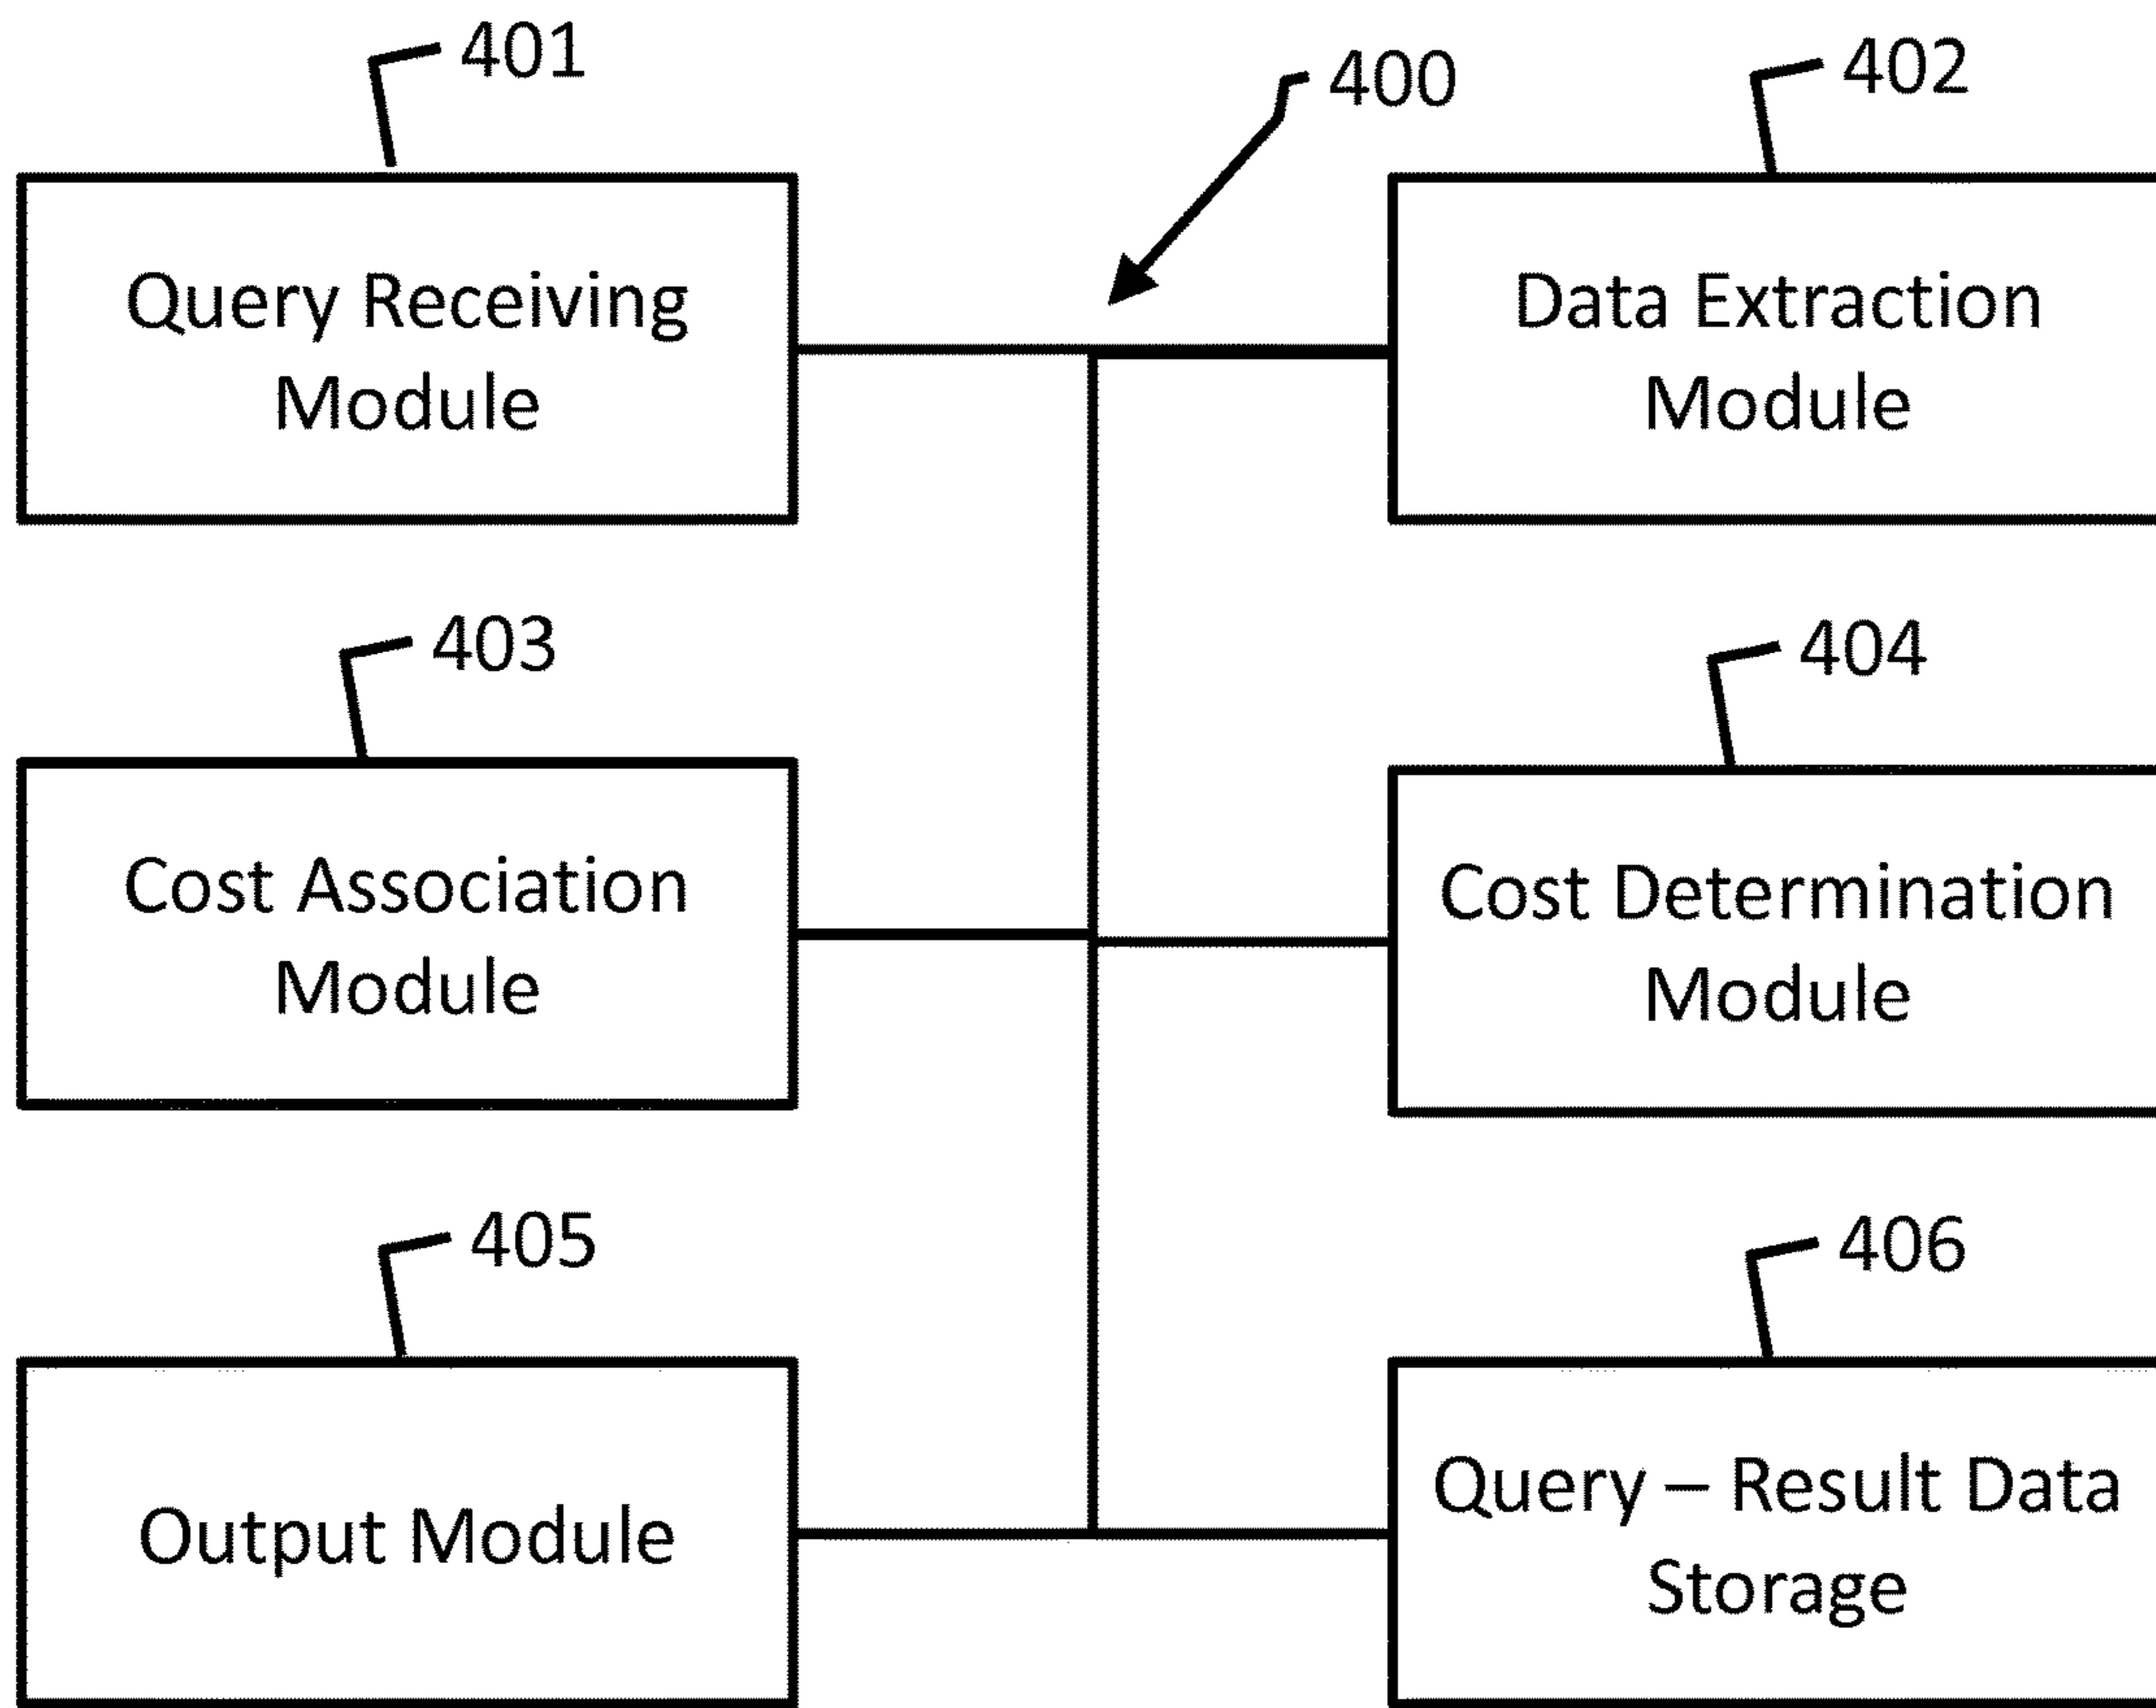 401
400
402
Query Receiving
Module
Data Extraction
Module
403
404
Cost Association
Module
Cost Determination
Module
405
406
Output Module
Query – Result Data
Storage